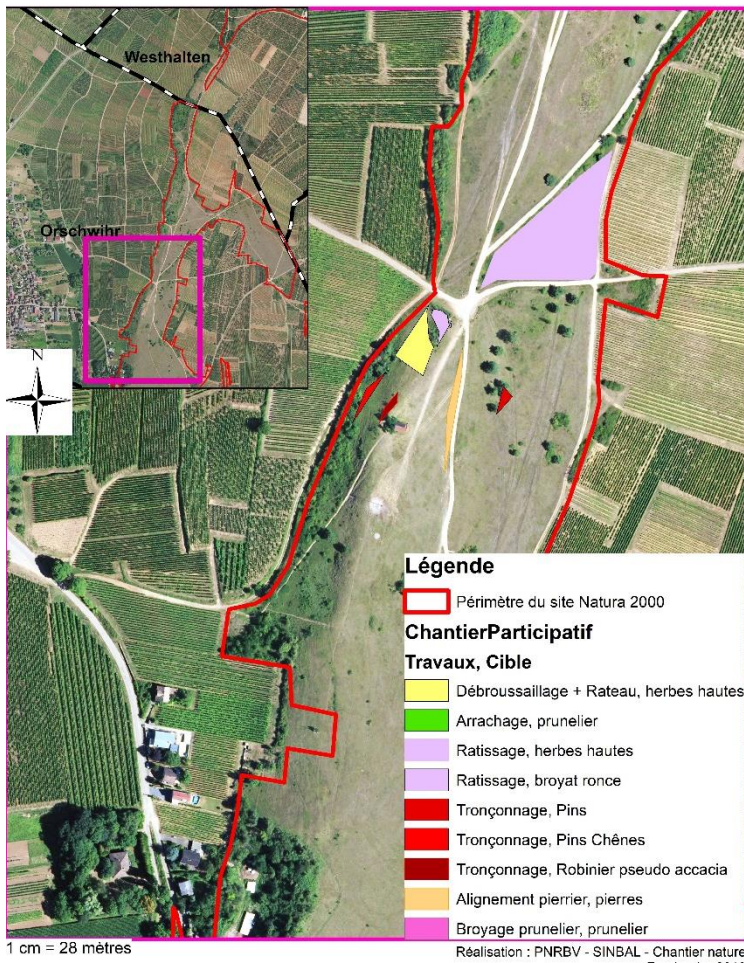 Westhalten
Orschwihr
N
Légende
Périmètre du site Natura 2000
ChantierParticipatif
Travaux, Cible
Débroussaillage + Rateau, herbes hautes
Arrachage, prunelier
Ratissage, herbes hautes
Ratissage, broyat ronce
Tronçonnage, Pins
Tronçonnage, Pins Chênes
Tronçonnage, Robinier pseudo accacia
Alignement pierrier, pierres
Broyage prunelier, prunelier
1 cm = 28 mètres
Réalisation : PNRBV - SINBAL - Chantier nature